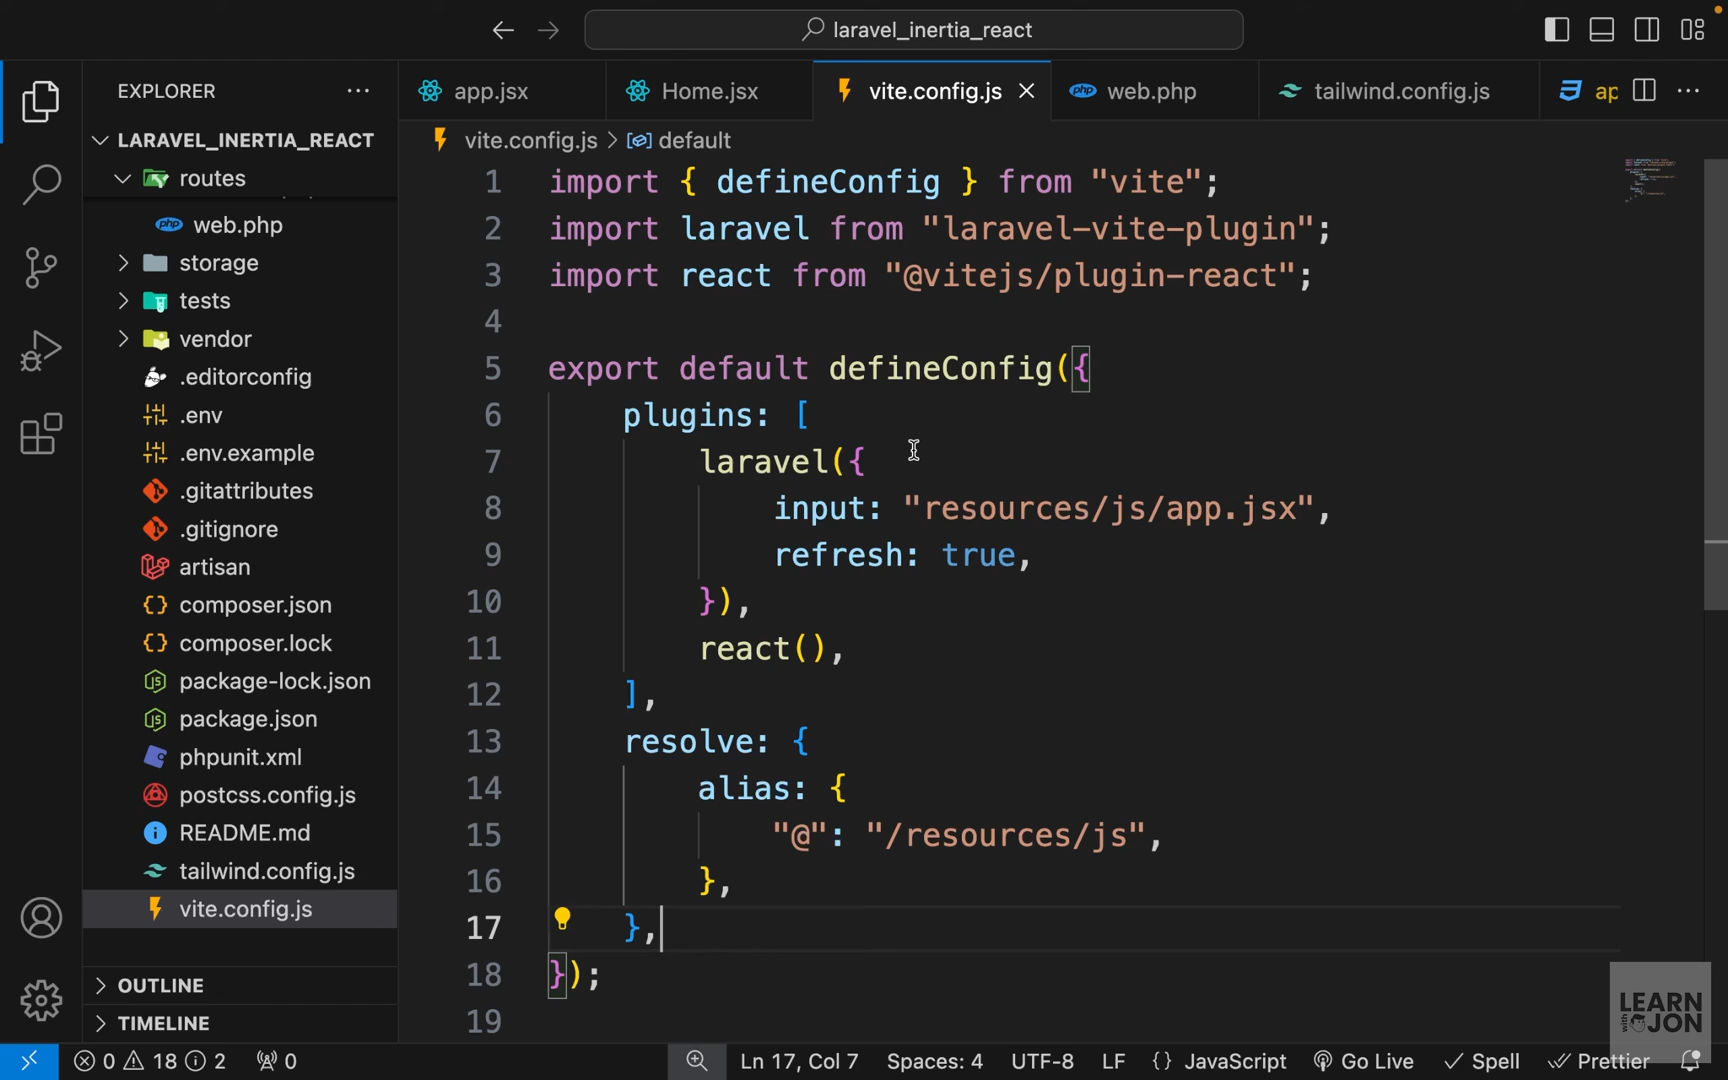 laravel_inertia_react
EXPLORER
LARAVEL_INERTIA_REACT
routes
web.php
storage
tests
vendor
.editorconfig
.env
.env.example
.gitattributes
.gitignore
artisan
composer.json
composer.lock
package-lock.json
package.json
phpunit.xml
postcss.config.js
README.md
tailwind.config.js
vite.config.js
OUTLINE
TIMELINE
app.jsx
Home.jsx
vite.config.js
php web.php
tailwind.config.js
ap
vite.config.js > default
1 import { defineConfig } from "vite";
2 import laravel from "laravel-vite-plugin";
3 import react from "@vitejs/plugin-react";
4
5 export default defineConfig({
6 plugins: [
7 laravel({
8 input: "resources/js/app.jsx",
9 refresh: true,
10 }),
11 react(),
12 ],
13 resolve: {
14 alias: {
15 "@": "/resources/js",
16 },
17 },
18 });
19
LEARN
with JON
0 18 2 0
Ln 17, Col 7 Spaces: 4 UTF-8 LF {} JavaScript Go Live Spell Prettier